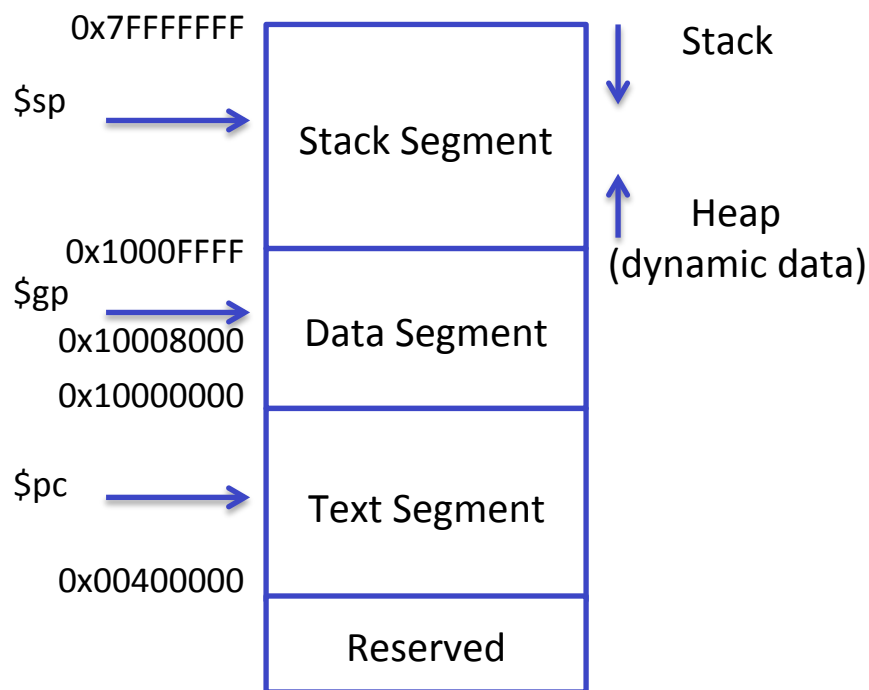 0x7FFFFFFF
Stack
$sp
Stack Segment
Heap
(dynamic data)
0x1000FFFF
$gp
Data Segment
0x10008000
0x10000000
$pc
Text Segment
0x00400000
Reserved